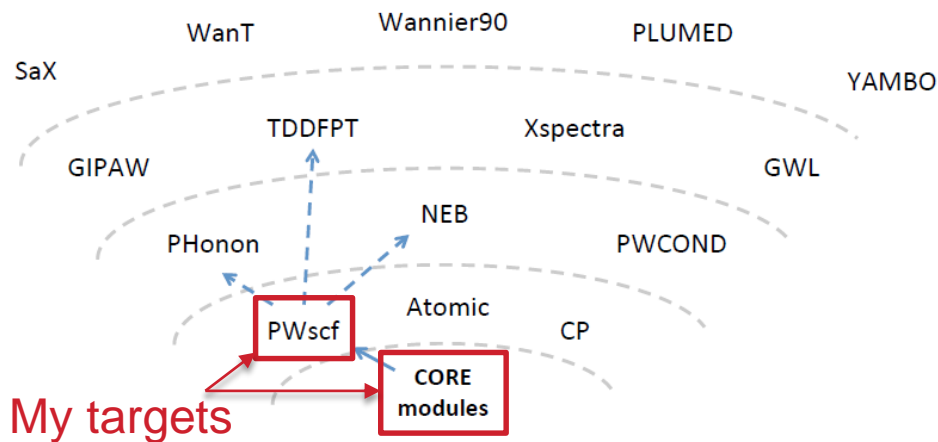 WanT
Wannier90
PLUMED
SaX
YAMBO
TDDFPT
Xspectra
GIPAW
GWL
NEB
PHonon
PWCOND
Atomic
PWscf
CP
CORE
modules
My targets